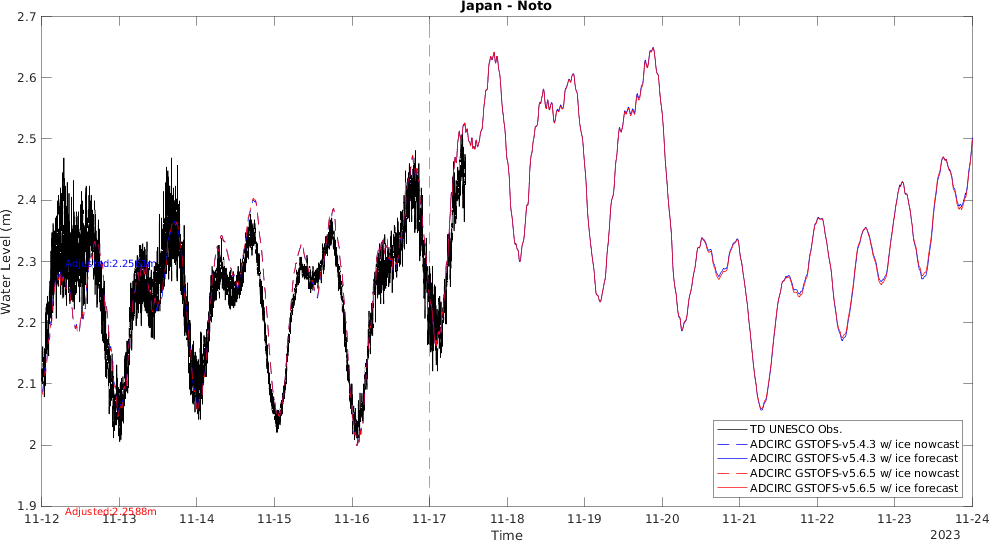 Japan - Noto
2.7
2.6
2.5
2.4
2.3
2.2
2.1
2
1.9
Water Level (m)
Adjusted:
Adjusted:2.2588m
11-12
11-13
11-14
11-15
11-16
11-17
11-18
11-19
11-20
11-21
11-22
11-23
11-24
Time
2023
TD UNESCO Obs.
ADCIRC GSTOFS-v5.4.3 w/ ice nowcast
ADCIRC GSTOFS-v5.4.3 w/ ice forecast
ADCIRC GSTOFS-v5.6.5 w/ ice nowcast
ADCIRC GSTOFS-v5.6.5 w/ ice forecast